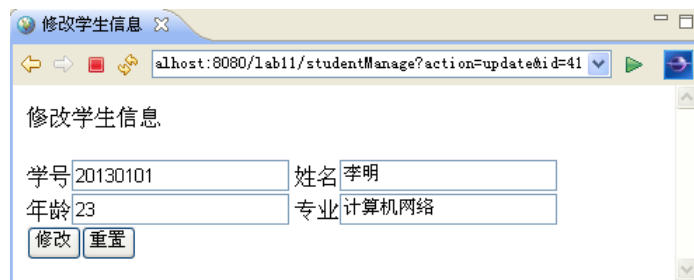 修改学生信息
alhost:8080/lab11/studentManage?action=update&id=41
修改学生信息
学号 20130101 姓名 李明
年龄 23 专业 计算机网络
修改 重置